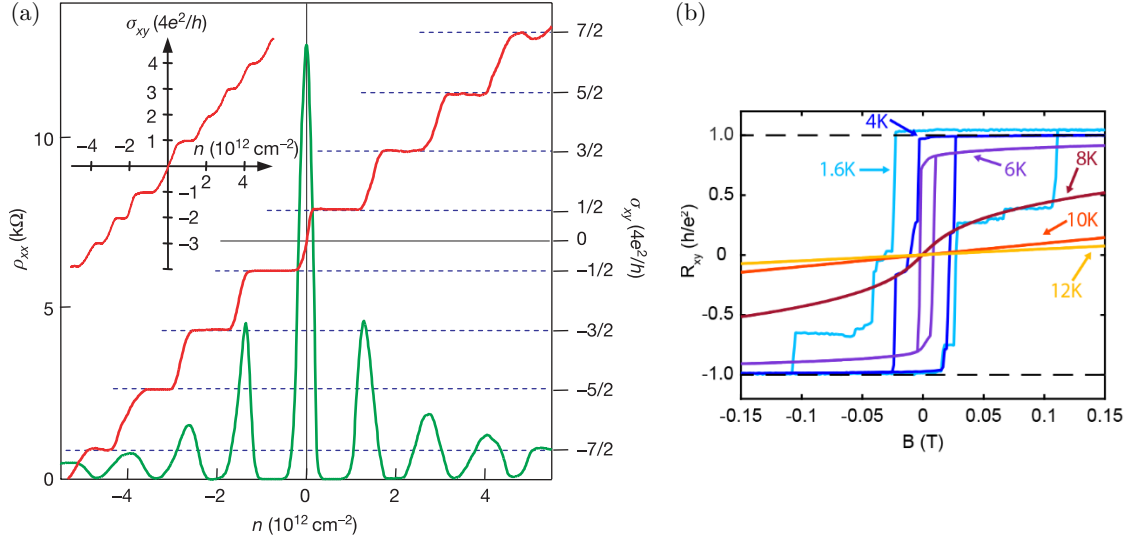 (a)
σxy (4e²/h)
4
3
2
1
−4
−2
n (10¹² cm⁻²)
2
4
−1
−2
−3
10
5
0
ρxx (kΩ)
7/2
5/2
3/2
1/2
0
−1/2
−3/2
−5/2
−7/2
σxy (4e²/h)
−4
−2
0
2
4
n (10¹² cm⁻²)
(b)
1.0
0.5
0
-0.5
-1.0
Rxy (h/e²)
4K
1.6K
6K
8K
10K
12K
-0.15
-0.05
0
0.05
0.1
0.15
B (T)